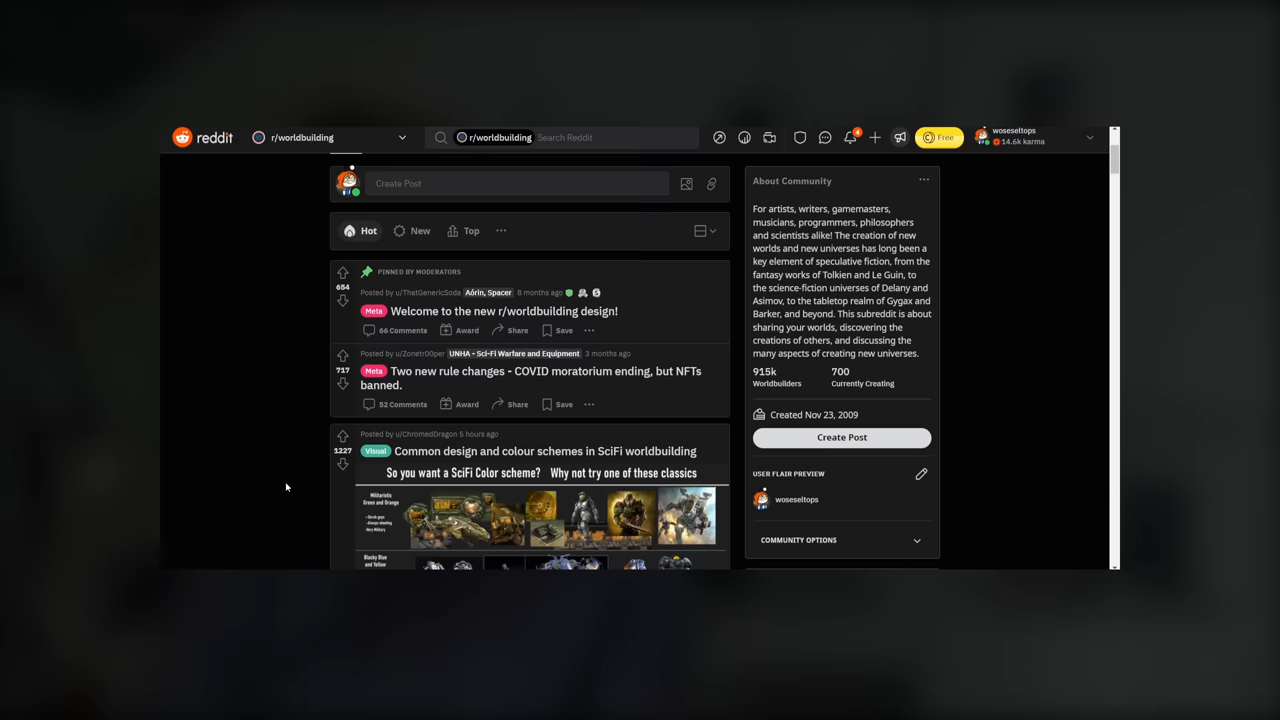 reddit
r/worldbuilding
r/worldbuilding Search Reddit
4
Free
woseseltops
14.6k karma
Create Post
Hot
New
Top
654
PINNED BY MODERATORS
Posted by u/ThatGenericSoda Aórin, Spacer 8 months ago
Meta Welcome to the new r/worldbuilding design!
66 Comments Award Share Save
717
Posted by u/Zonetr00per UNHA - Sci-Fi Warfare and Equipment 3 months ago
Meta Two new rule changes - COVID moratorium ending, but NFTs
banned.
52 Comments Award Share Save
1227
Posted by u/ChromedDragon 5 hours ago
Visual Common design and colour schemes in SciFi worldbuilding
So you want a SciFi Color scheme? Why not try one of these classics
Militaristic
Green and Orange
Blocky Blue
and Yellow
About Community
For artists, writers, gamemasters,
musicians, programmers, philosophers
and scientists alike! The creation of new
worlds and new universes has long been a
key element of speculative fiction, from the
fantasy works of Tolkien and Le Guin, to
the science-fiction universes of Delany and
Asimov, to the tabletop realm of Gygax and
Barker, and beyond. This subreddit is about
sharing your worlds, discovering the
creations of others, and discussing the
many aspects of creating new universes.
915k 700
Worldbuilders Currently Creating
Created Nov 23, 2009
Create Post
USER FLAIR PREVIEW
woseseltops
COMMUNITY OPTIONS